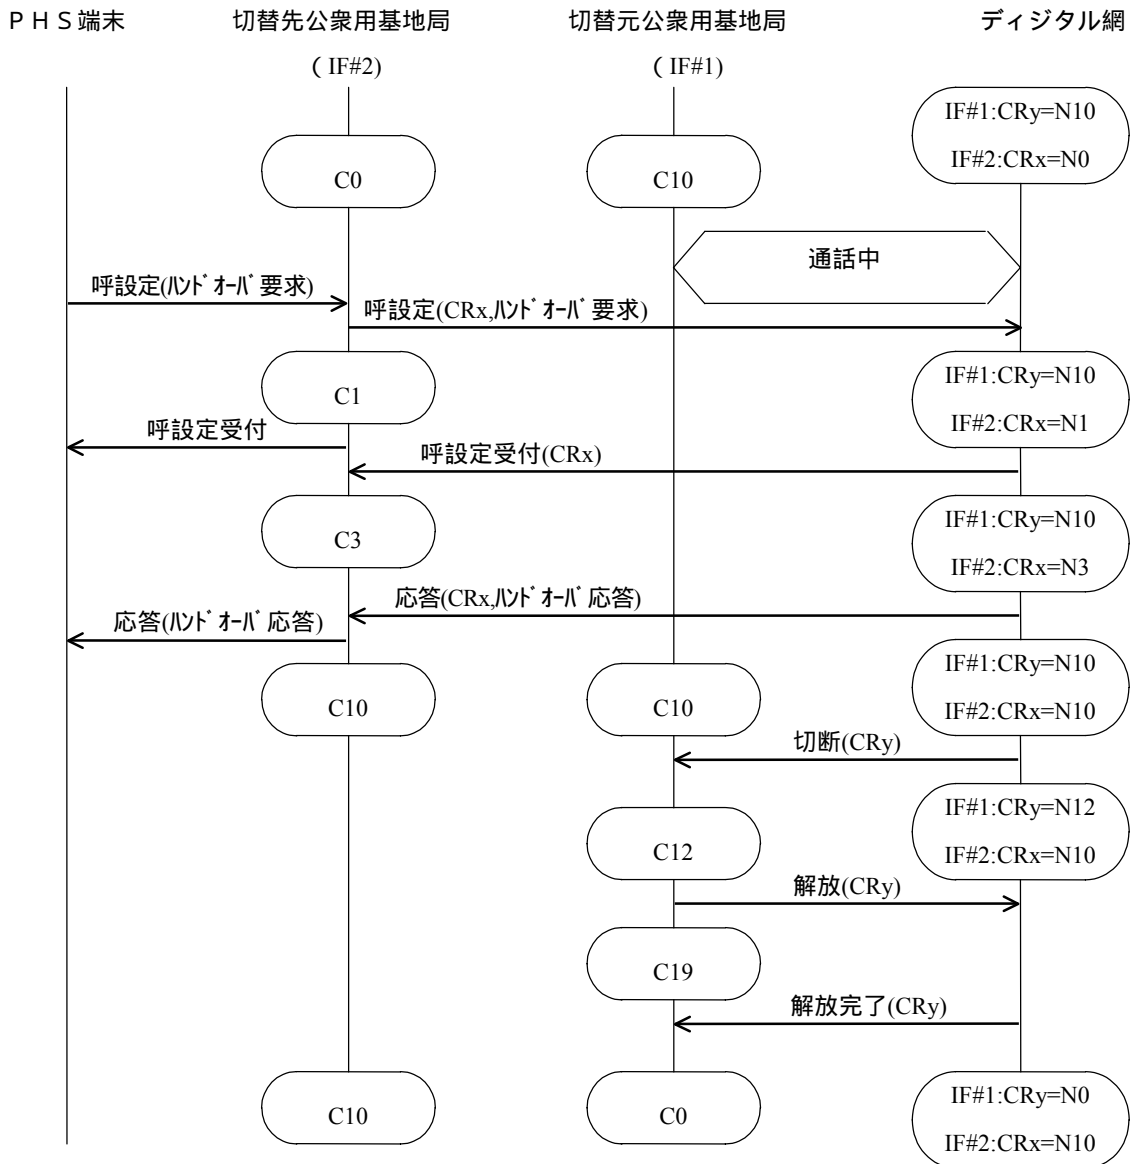 ＰＨＳ端末 切替先公衆用基地局 切替元公衆用基地局 ディジタル網
( IF#2) ( IF#1)
IF#1:CRy=N10
IF#2:CRx=N0
C0 C10
通話中
呼設定(ﾊﾝﾄﾞｵｰﾊﾞ要求)
呼設定(CRx,ﾊﾝﾄﾞｵｰﾊﾞ要求)
IF#1:CRy=N10
C1
IF#2:CRx=N1
呼設定受付
呼設定受付(CRx)
IF#1:CRy=N10
C3
IF#2:CRx=N3
応答(CRx,ﾊﾝﾄﾞｵｰﾊﾞ応答)
応答(ﾊﾝﾄﾞｵｰﾊﾞ応答)
IF#1:CRy=N10
C10 C10 IF#2:CRx=N10
切断(CRy)
IF#1:CRy=N12
C12 IF#2:CRx=N10
解放(CRy)
C19
解放完了(CRy)
IF#1:CRy=N0
C10 C0
IF#2:CRx=N10